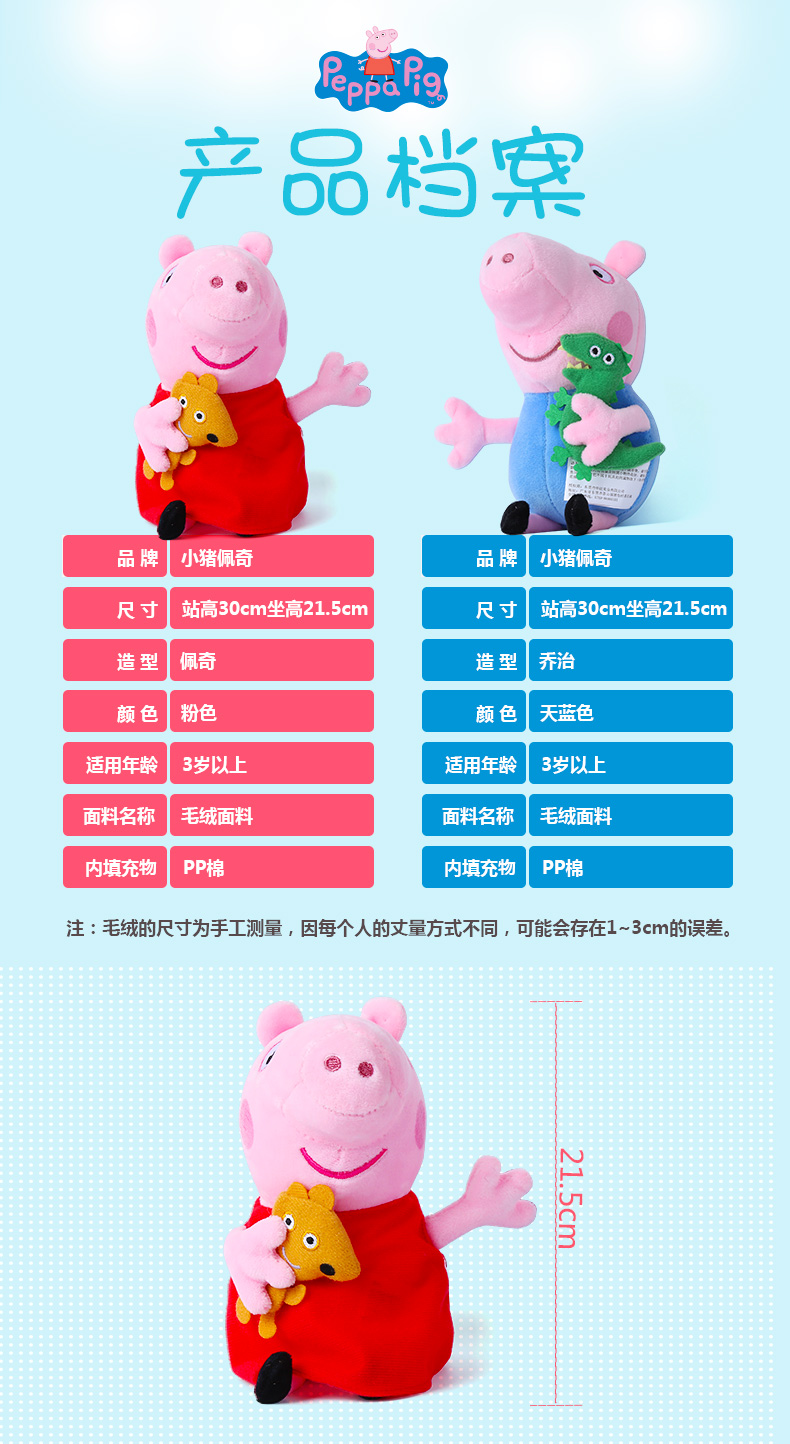 Peppa Pig
产品档案
品牌 小猪佩奇
尺寸 站高30cm坐高21.5cm
造型 佩奇
颜色 粉色
适用年龄 3岁以上
面料名称 毛绒面料
内填充物 PP棉
品牌 小猪佩奇
尺寸 站高30cm坐高21.5cm
造型 乔治
颜色 天蓝色
适用年龄 3岁以上
面料名称 毛绒面料
内填充物 PP棉
注：毛绒的尺寸为手工测量，因每个人的丈量方式不同，可能会存在1~3cm的误差。
21.5cm